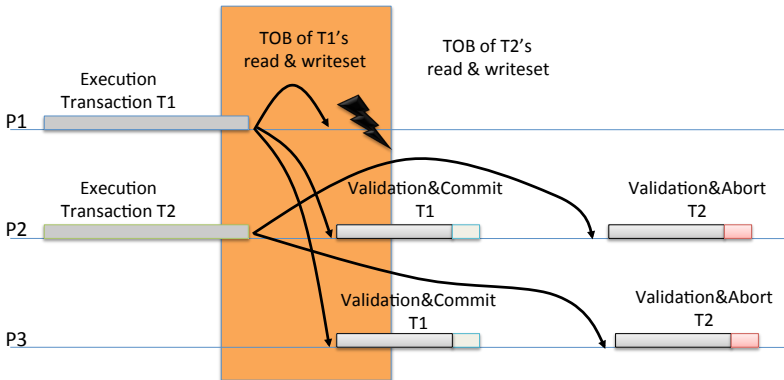 TOB of T1's
read & writeset
TOB of T2's
read & writeset
Execution
Transaction T1
P1
Execution
Transaction T2
Validation&Commit
T1
Validation&Abort
T2
P2
Validation&Commit
T1
Validation&Abort
T2
P3